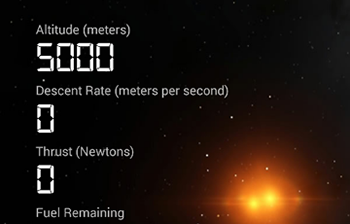 Altitude (meters)
5000
Descent Rate (meters per second)
0
Thrust (Newtons)
0
Fuel Remaining